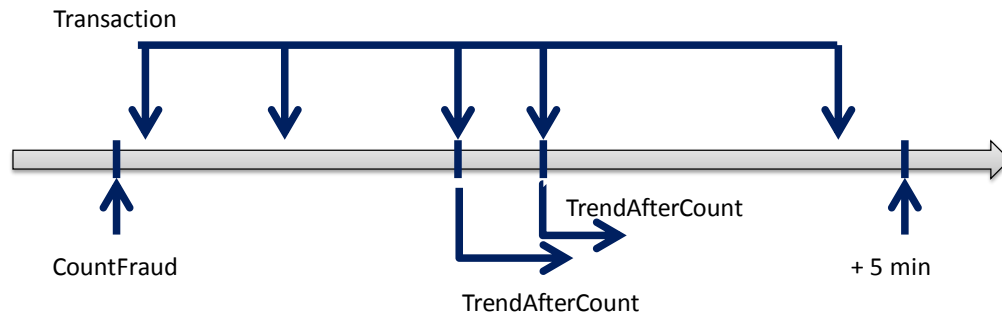 Transaction
TrendAfterCount
CountFraud
+ 5 min
TrendAfterCount